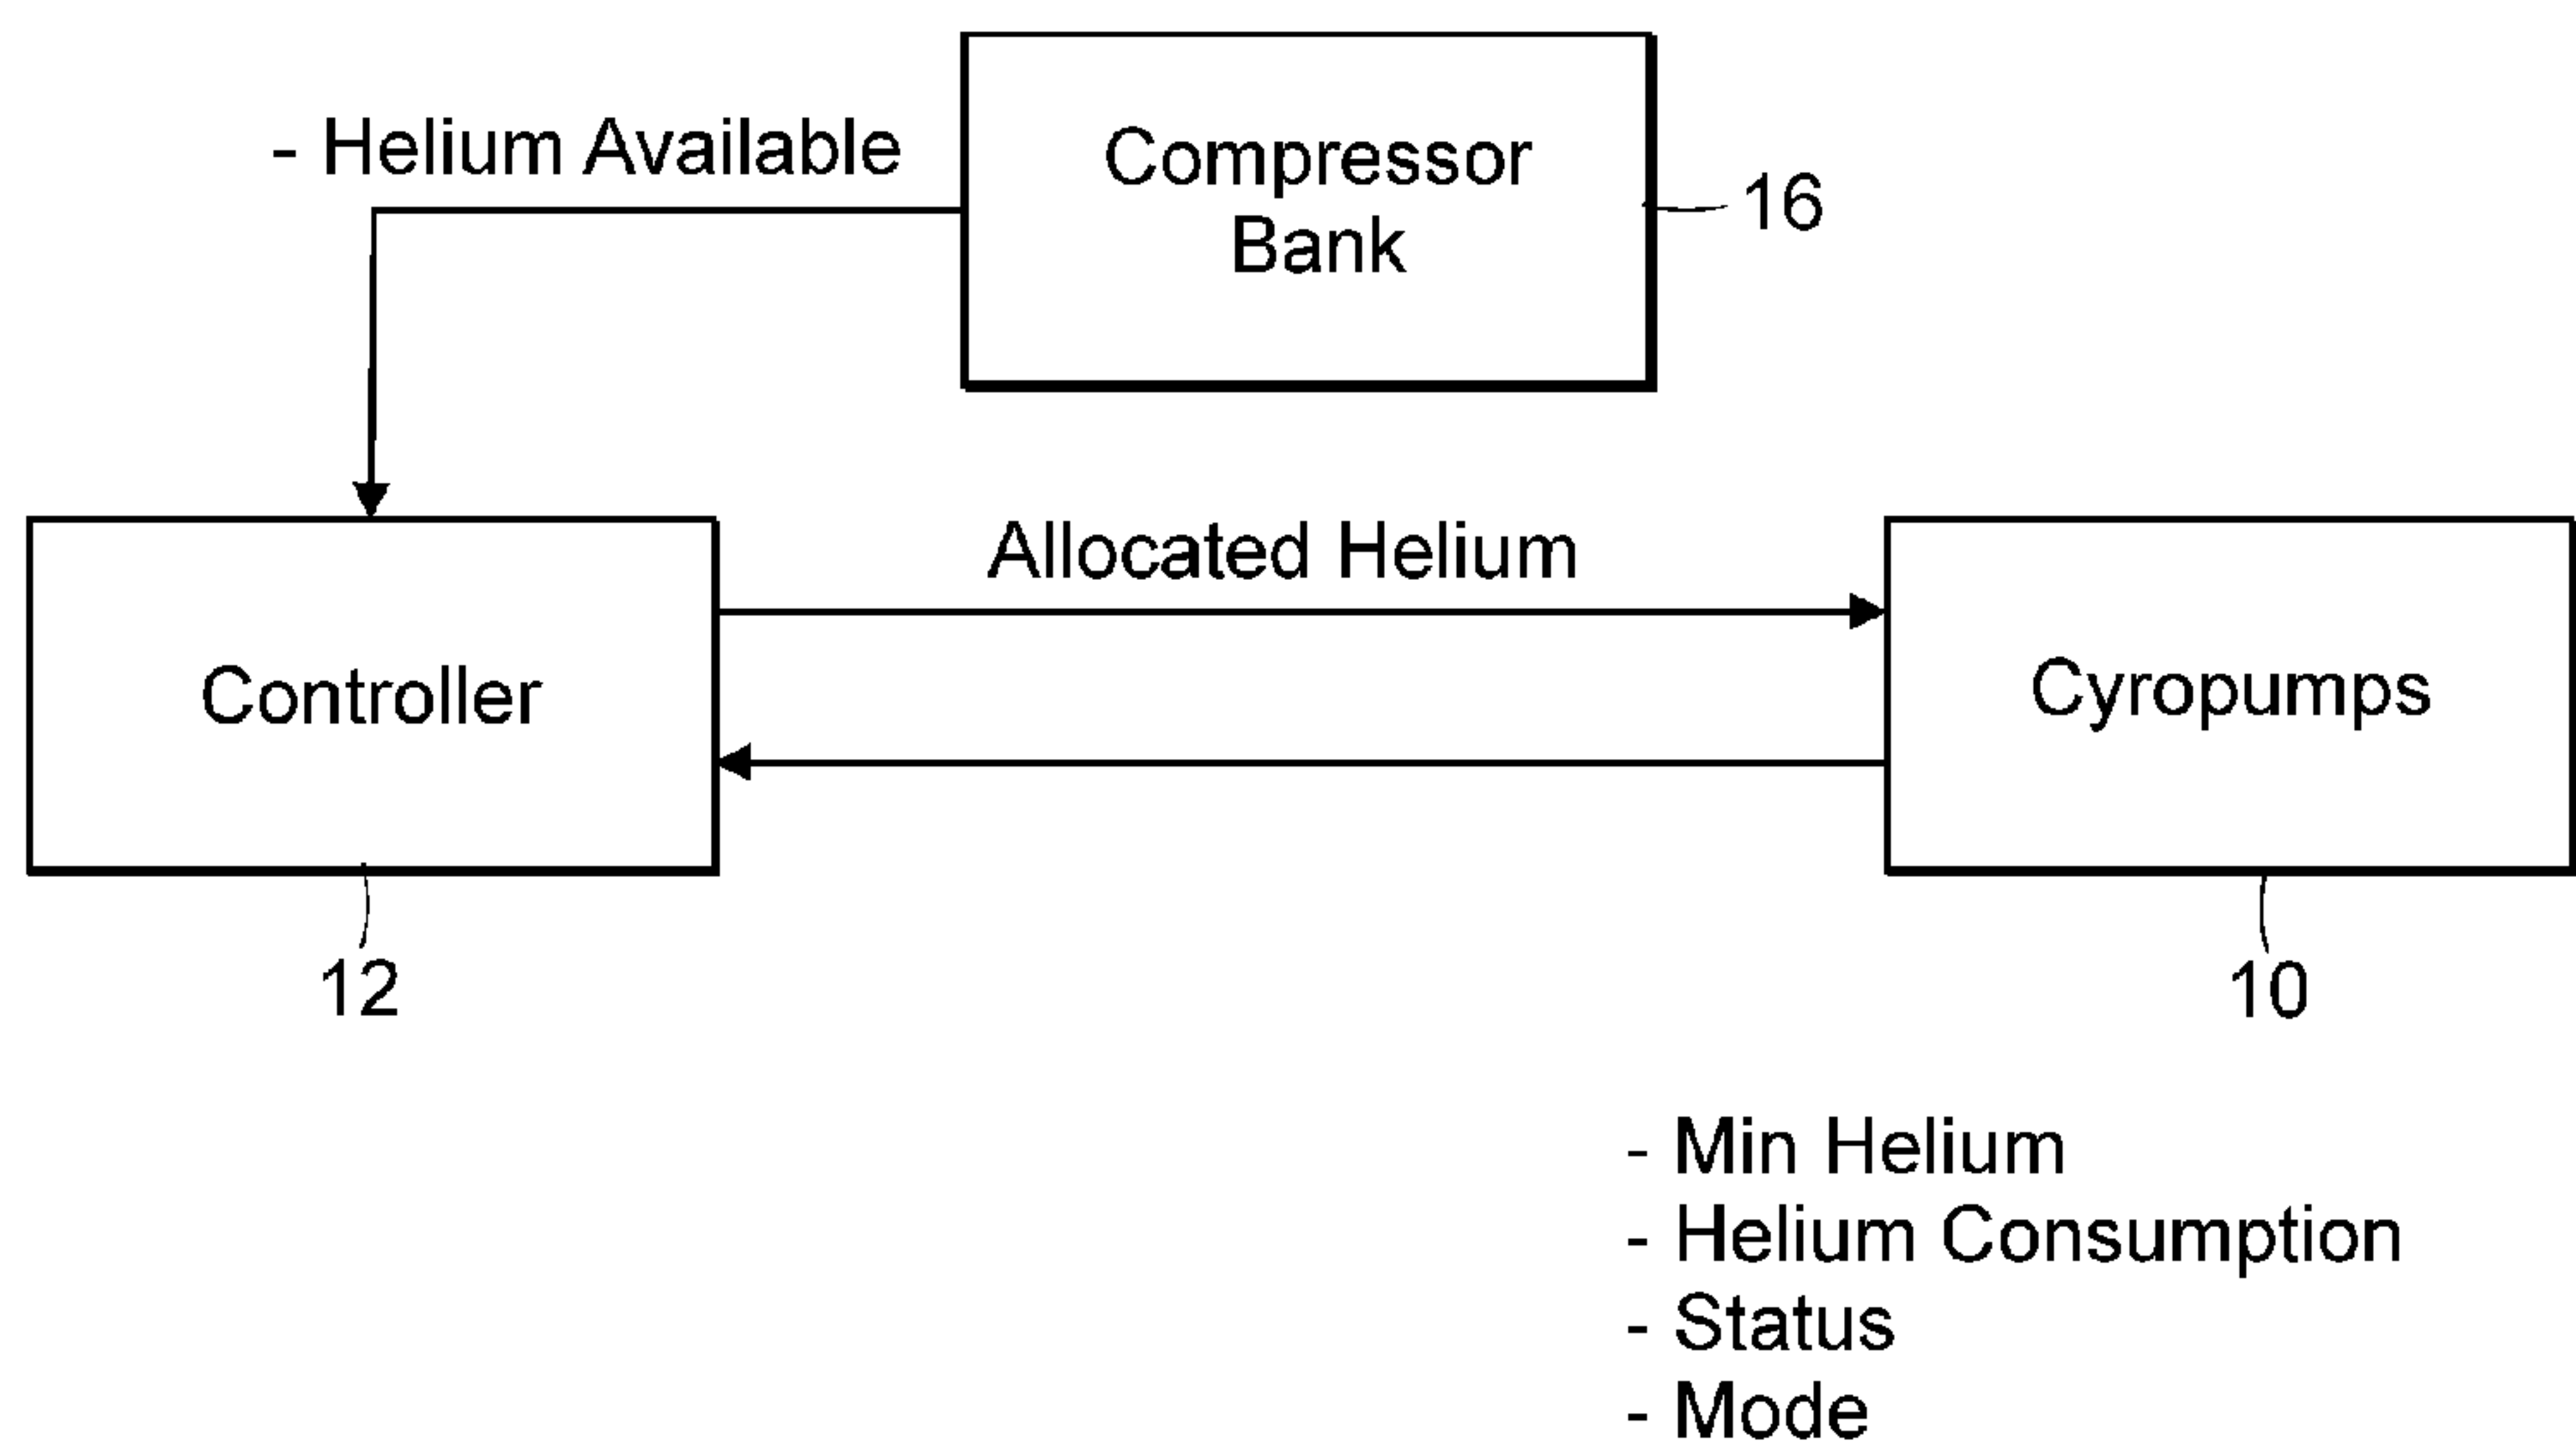 - Helium Available
Compressor
Bank
16
Allocated Helium
Controller
Cyropumps
12
10
- Min Helium
- Helium Consumption
- Status
- Mode